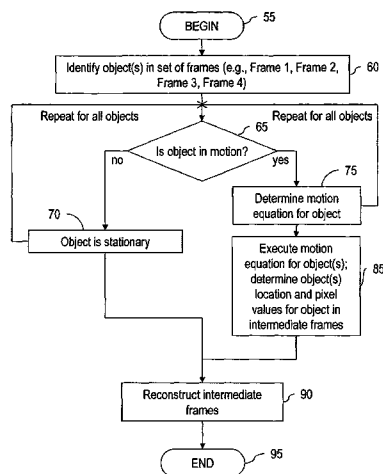 BEGIN
55
Identify object(s) in set of frames (e.g., Frame 1, Frame 2,
Frame 3, Frame 4)
60
Repeat for all objects
Repeat for all objects
65
Is object in motion?
no
yes
75
Determine motion
equation for object
70
Object is stationary
Execute motion
equation for object(s);
determine object(s)
location and pixel
values for object in
intermediate frames
85
Reconstruct intermediate
frames
90
END
95